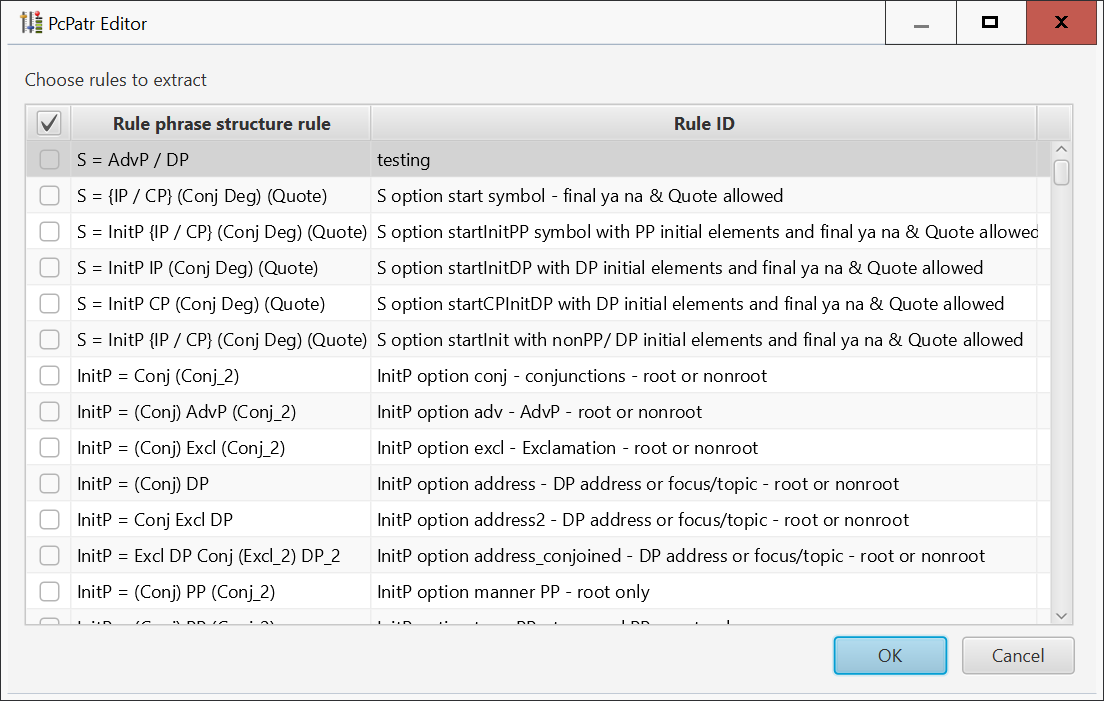 PcPatr Editor
Choose rules to extract
Rule phrase structure rule Rule ID
S = AdvP / DP testing
S = {IP / CP} (Conj Deg) (Quote) S option start symbol - final ya na & Quote allowed
S = InitP {IP / CP} (Conj Deg) (Quote) S option startInitPP symbol with PP initial elements and final ya na & Quote allowed
S = InitP IP (Conj Deg) (Quote) S option startInitDP with DP initial elements and final ya na & Quote allowed
S = InitP CP (Conj Deg) (Quote) S option startCPInitDP with DP initial elements and final ya na & Quote allowed
S = InitP {IP / CP} (Conj Deg) (Quote) S option startInit with nonPP/ DP initial elements and final ya na & Quote allowed
InitP = Conj (Conj_2) InitP option conj - conjunctions - root or nonroot
InitP = (Conj) AdvP (Conj_2) InitP option adv - AdvP - root or nonroot
InitP = (Conj) Excl (Conj_2) InitP option excl - Exclamation - root or nonroot
InitP = (Conj) DP InitP option address - DP address or focus/topic - root or nonroot
InitP = Conj Excl DP InitP option address2 - DP address or focus/topic - root or nonroot
InitP = Excl DP Conj (Excl_2) DP_2 InitP option address_conjoined - DP address or focus/topic - root or nonroot
InitP = (Conj) PP (Conj_2) InitP option manner PP - root only
OK Cancel